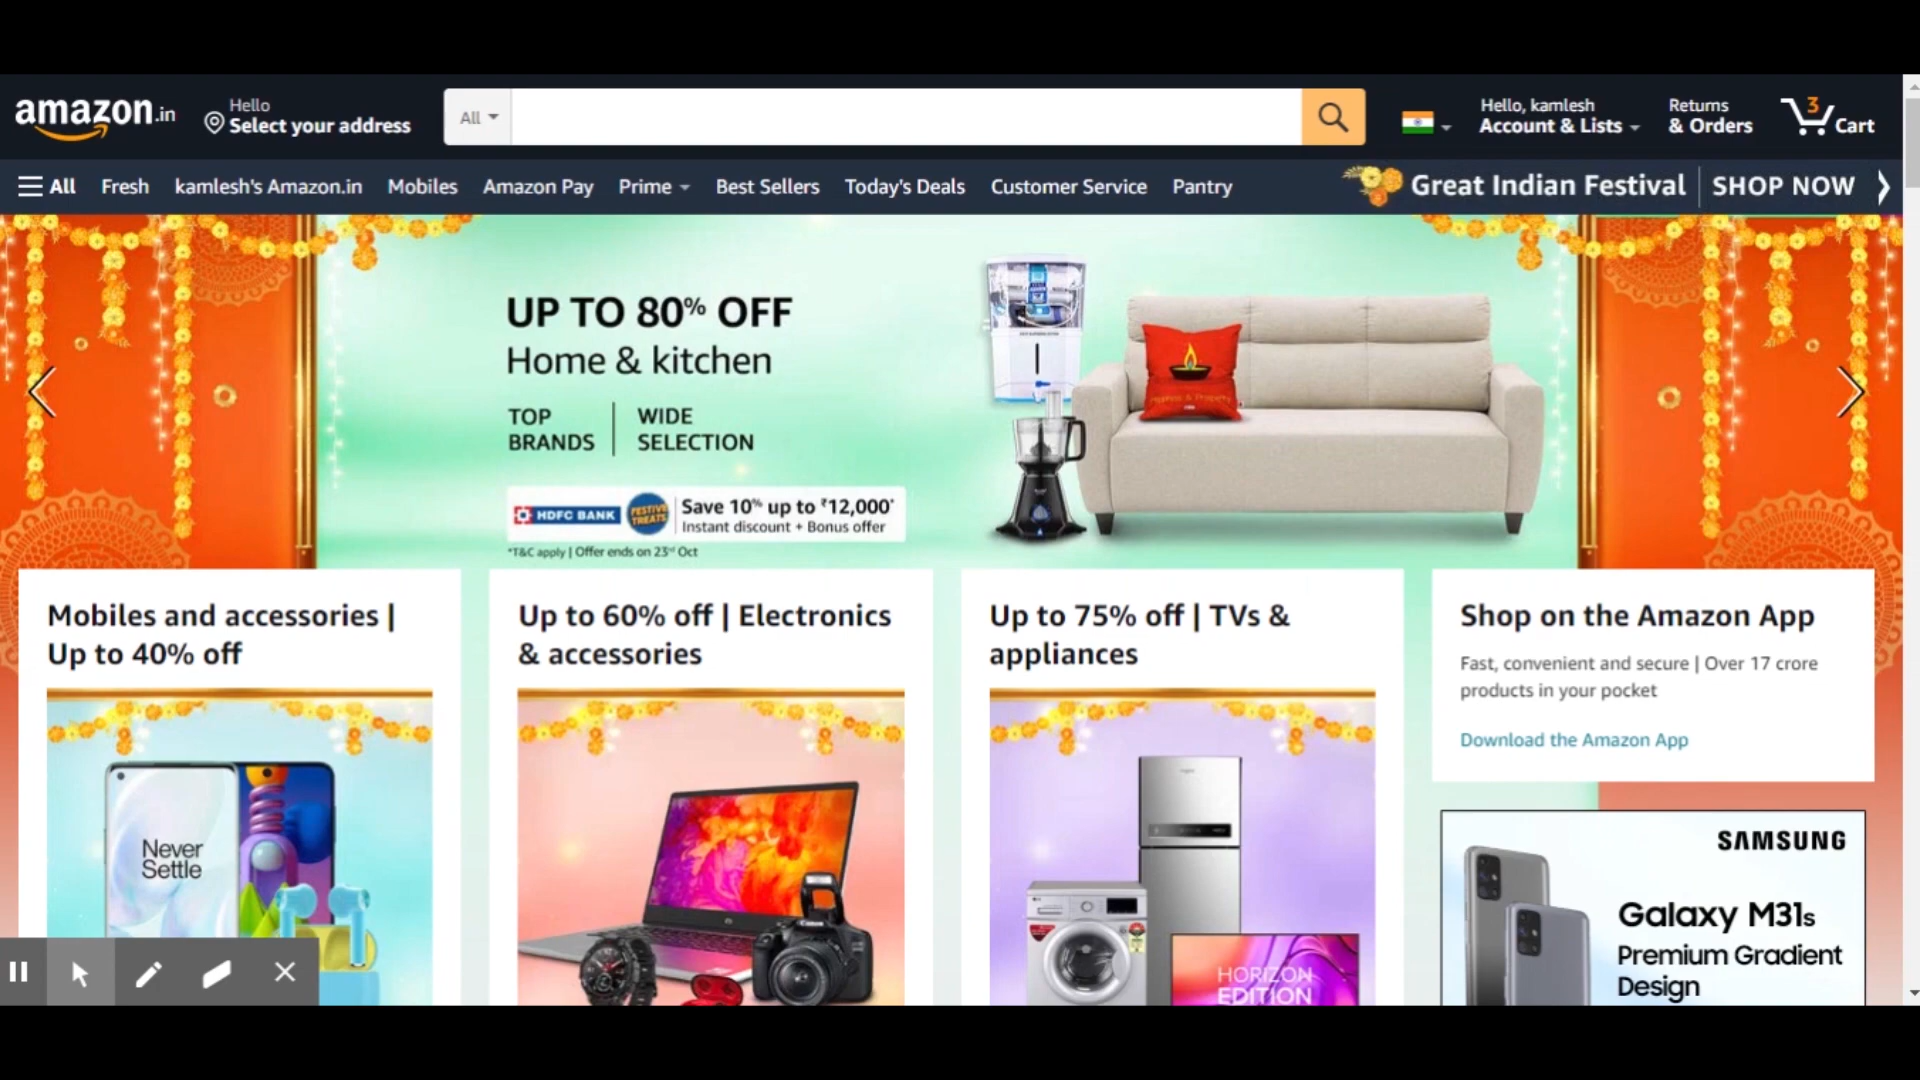 amazon.in
Hello
Select your address
All
Hello, kamlesh
Account & Lists
Returns
& Orders
3
Cart
All Fresh kamlesh's Amazon.in Mobiles Amazon Pay Prime Best Sellers Today's Deals Customer Service Pantry
Great Indian Festival SHOP NOW
UP TO 80% OFF
Home & kitchen
TOP BRANDS
WIDE SELECTION
HDFC BANK FESTIVE TREATS
Save 10% up to ₹12,000*
Instant discount + Bonus offer
*T&C apply | Offer ends on 23rd Oct
Mobiles and accessories |
Up to 40% off
Never
Settle
Up to 60% off | Electronics
& accessories
Canon
Up to 75% off | TVs &
appliances
HORIZON
EDITION
Shop on the Amazon App
Fast, convenient and secure | Over 17 crore
products in your pocket
Download the Amazon App
SAMSUNG
Galaxy M31s
Premium Gradient
Design